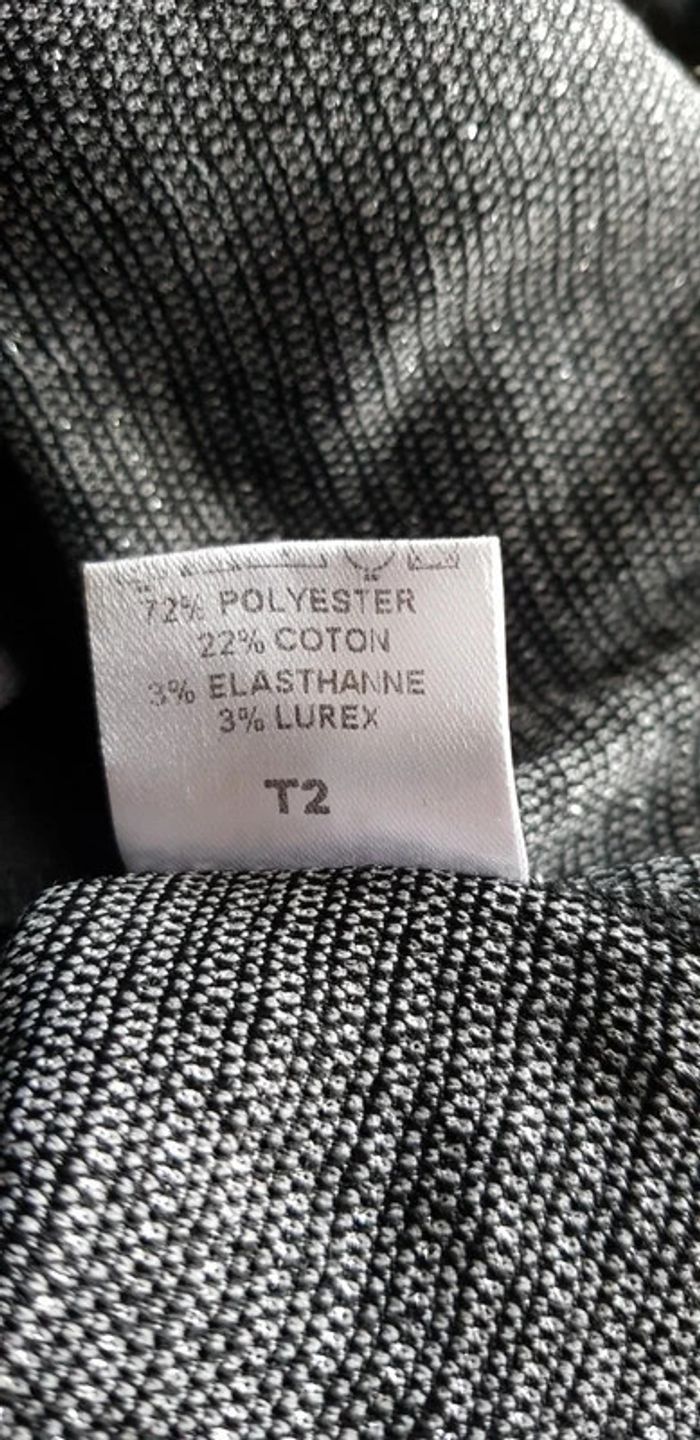 72% POLYESTER
22% COTON
3% ELASTHANNE
3% LUREX
T2